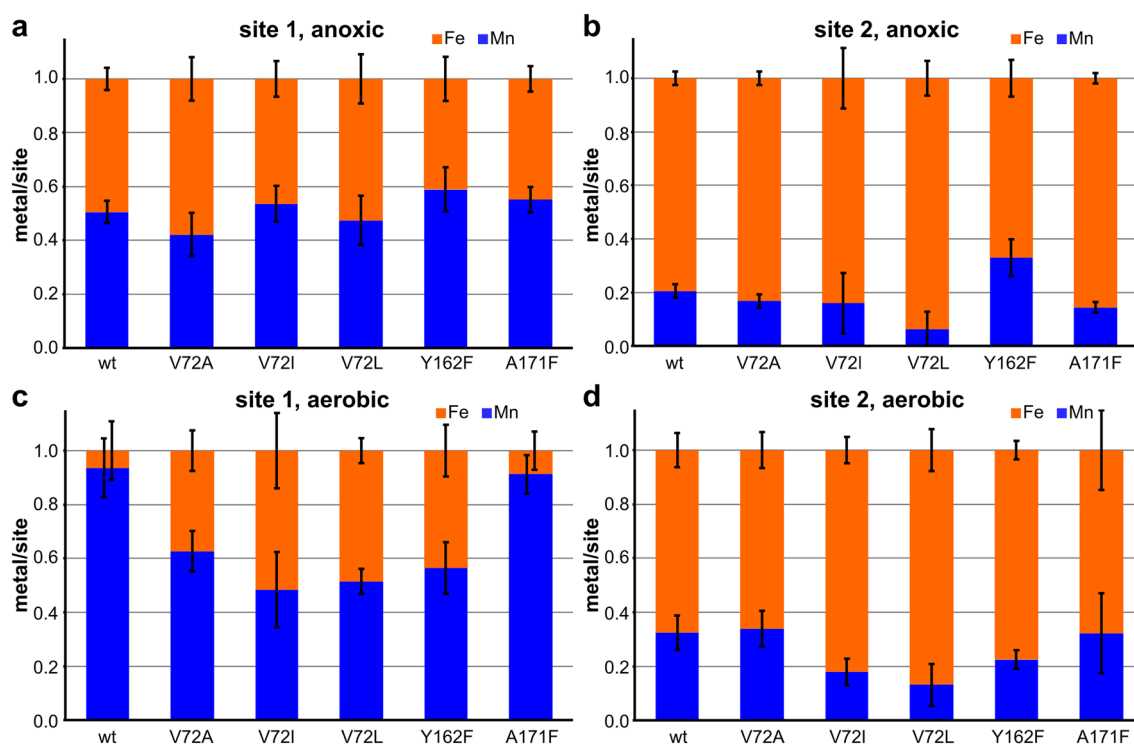 a
site 1, anoxic
Fe Mn
metal/site
1.0
0.8
0.6
0.4
0.2
0.0
wt V72A V72I V72L Y162F A171F
b
site 2, anoxic
Fe Mn
metal/site
1.0
0.8
0.6
0.4
0.2
0.0
wt V72A V72I V72L Y162F A171F
c
site 1, aerobic
Fe Mn
metal/site
1.0
0.8
0.6
0.4
0.2
0.0
wt V72A V72I V72L Y162F A171F
d
site 2, aerobic
Fe Mn
metal/site
1.0
0.8
0.6
0.4
0.2
0.0
wt V72A V72I V72L Y162F A171F